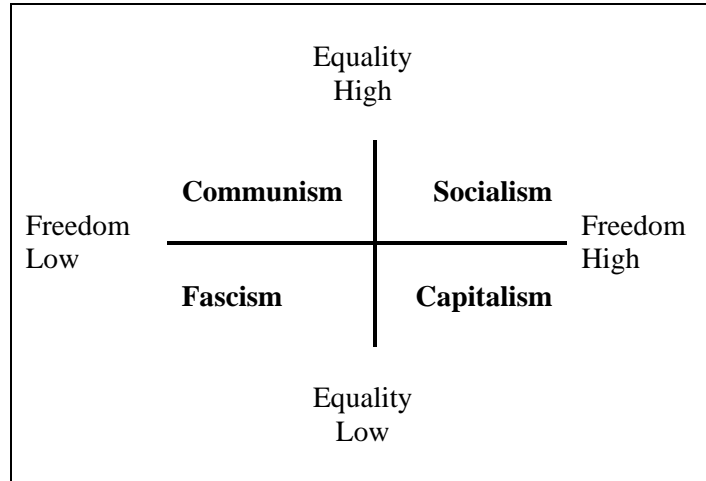 Equality
High
Communism Socialism
Freedom
Low
Freedom
High
Fascism Capitalism
Equality
Low